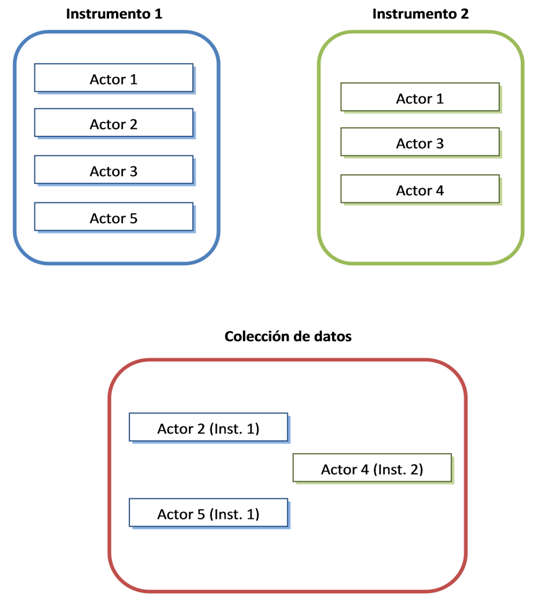 Instrumento 1
Actor 1
Actor 2
Actor 3
Actor 5
Instrumento 2
Actor 1
Actor 3
Actor 4
Colección de datos
Actor 2 (Inst. 1)
Actor 4 (Inst. 2)
Actor 5 (Inst. 1)